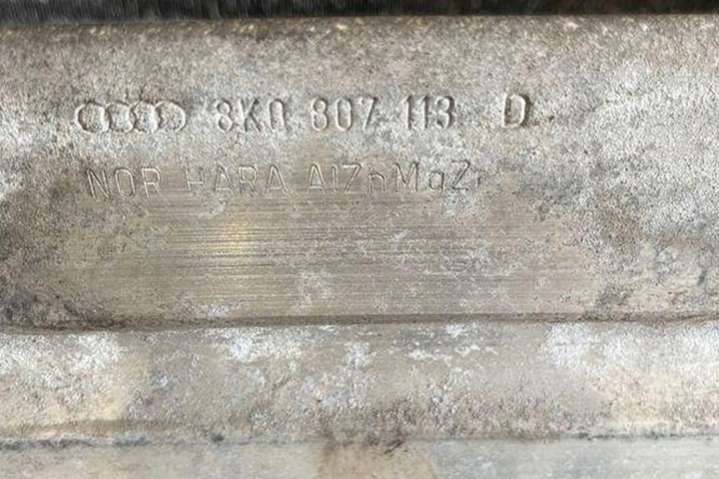 8K0 807 113 D
NOR HARA AlZnMgZr